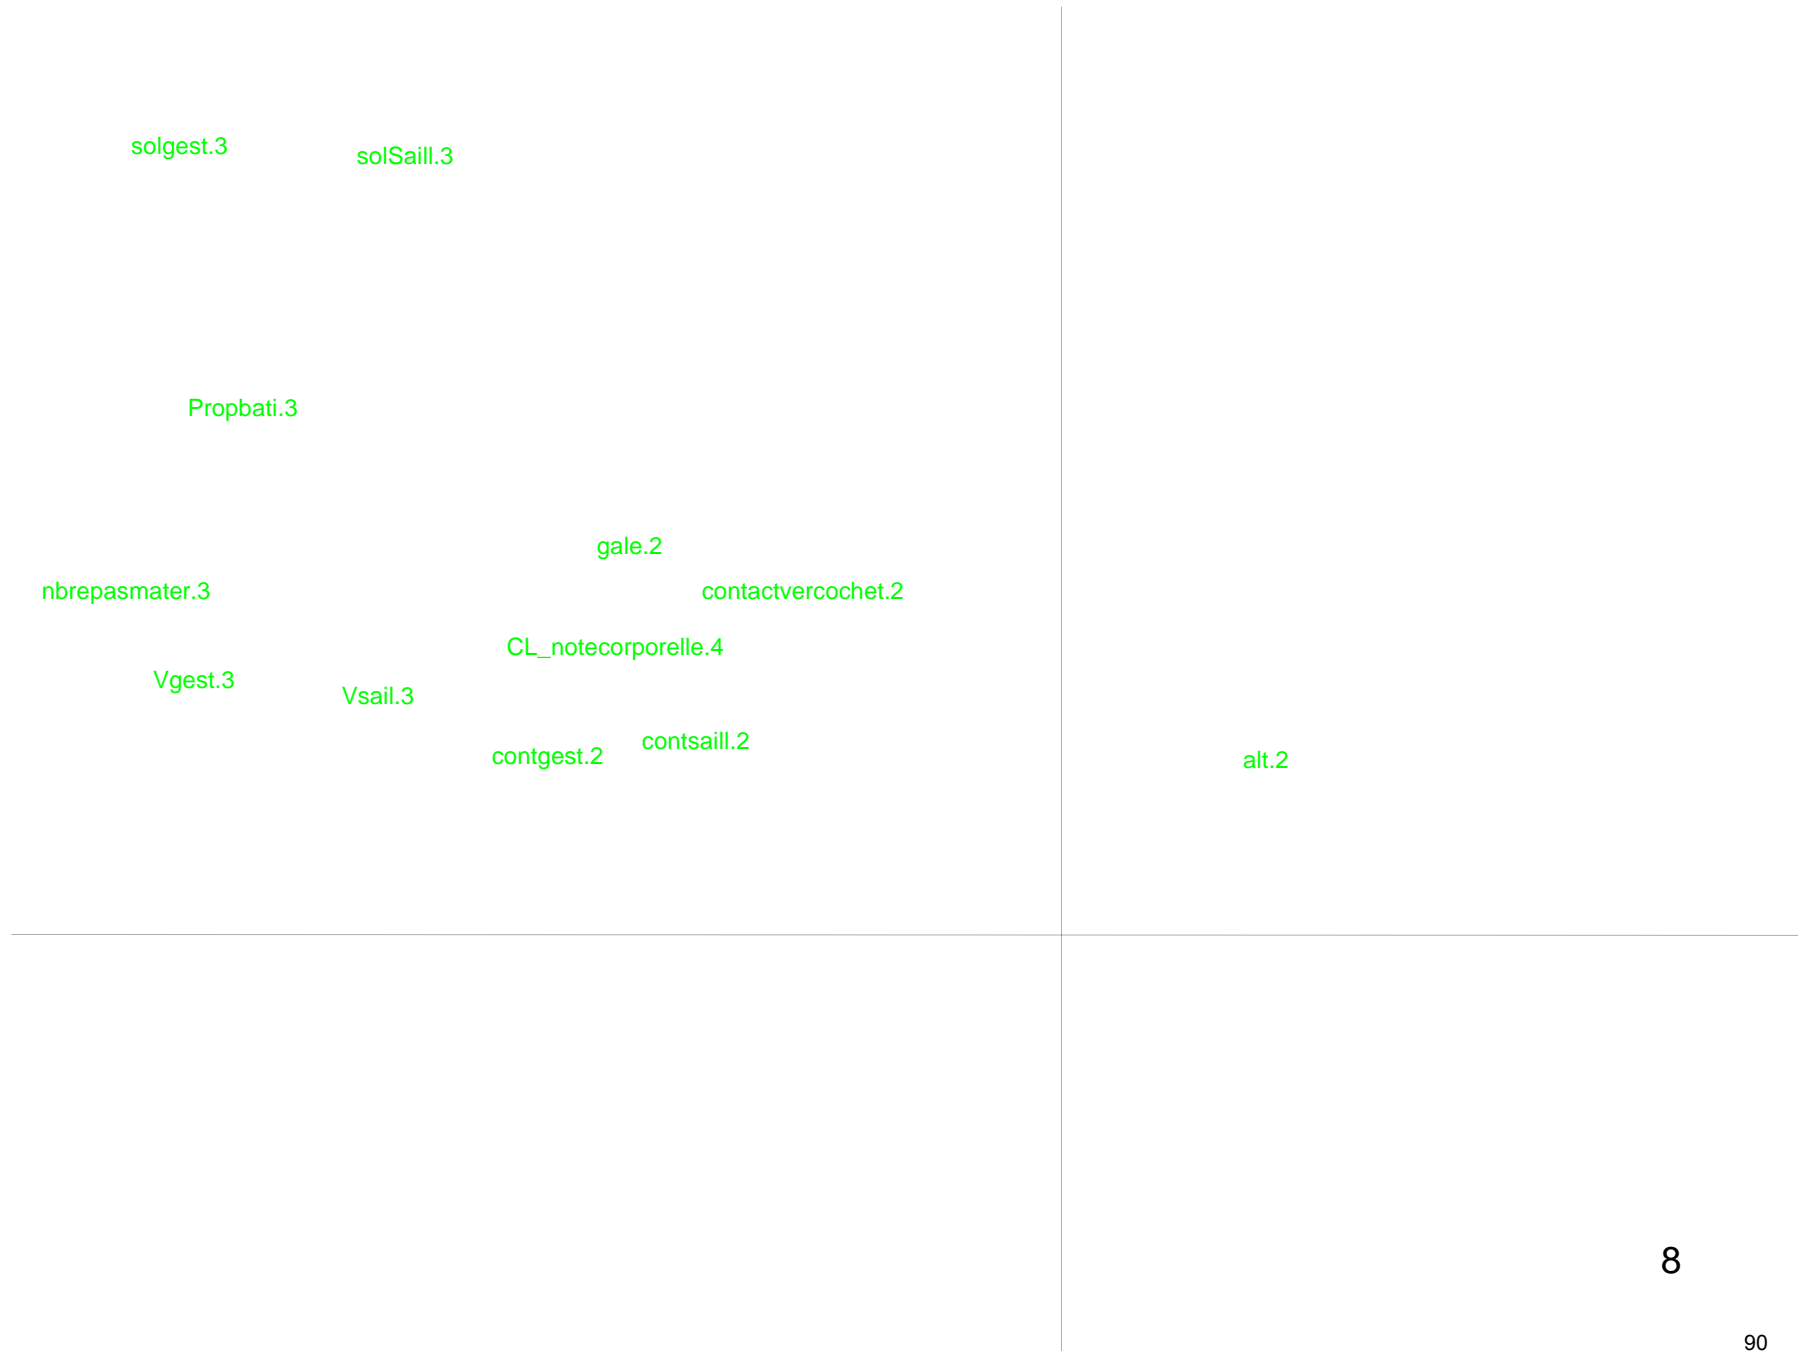 solgest.3
solSaill.3
Propbati.3
gale.2
nbrepasmater.3
contactvercochet.2
CL_notecorporelle.4
Vgest.3
Vsail.3
contsaill.2
contgest.2
alt.2
8
90